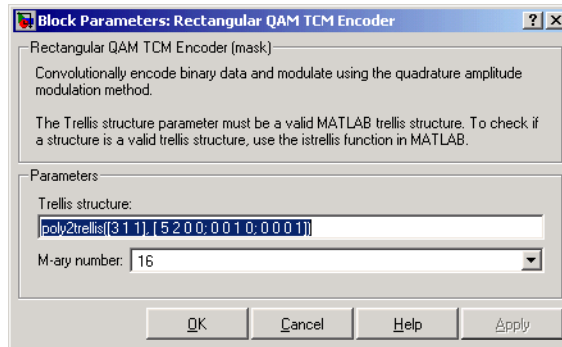 Block Parameters: Rectangular QAM TCM Encoder
Rectangular QAM TCM Encoder (mask)
Convolutionally encode binary data and modulate using the quadrature amplitude
modulation method.
The Trellis structure parameter must be a valid MATLAB trellis structure. To check if
a structure is a valid trellis structure, use the istrellis function in MATLAB.
Parameters
Trellis structure:
poly2trellis([3 1 1], [ 5 2 0 0; 0 0 1 0; 0 0 0 1])
M-ary number: 16
OK Cancel Help Apply